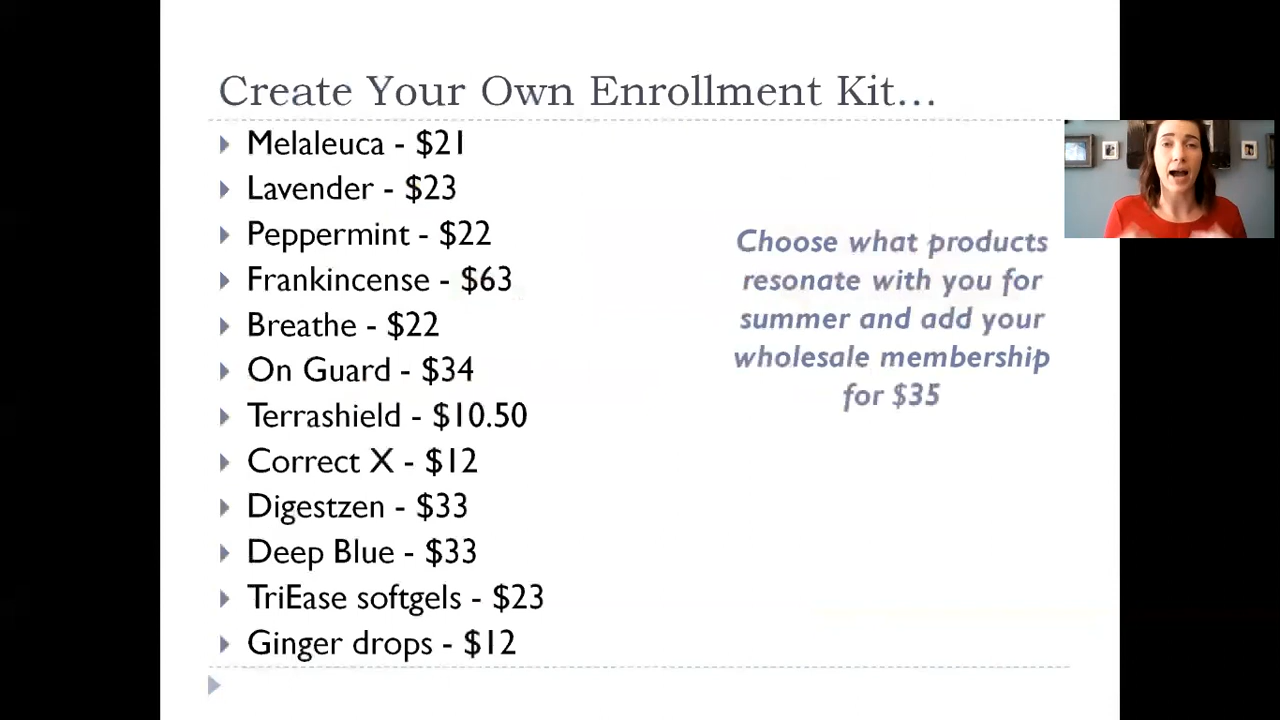 Create Your Own Enrollment Kit...
Melaleuca - $21
Lavender - $23
Peppermint - $22
Frankincense - $63
Breathe - $22
On Guard - $34
Terrashield - $10.50
Correct X - $12
Digestzen - $33
Deep Blue - $33
TriEase softgels - $23
Ginger drops - $12
Choose what products
resonate with you for
summer and add your
wholesale membership
for $35